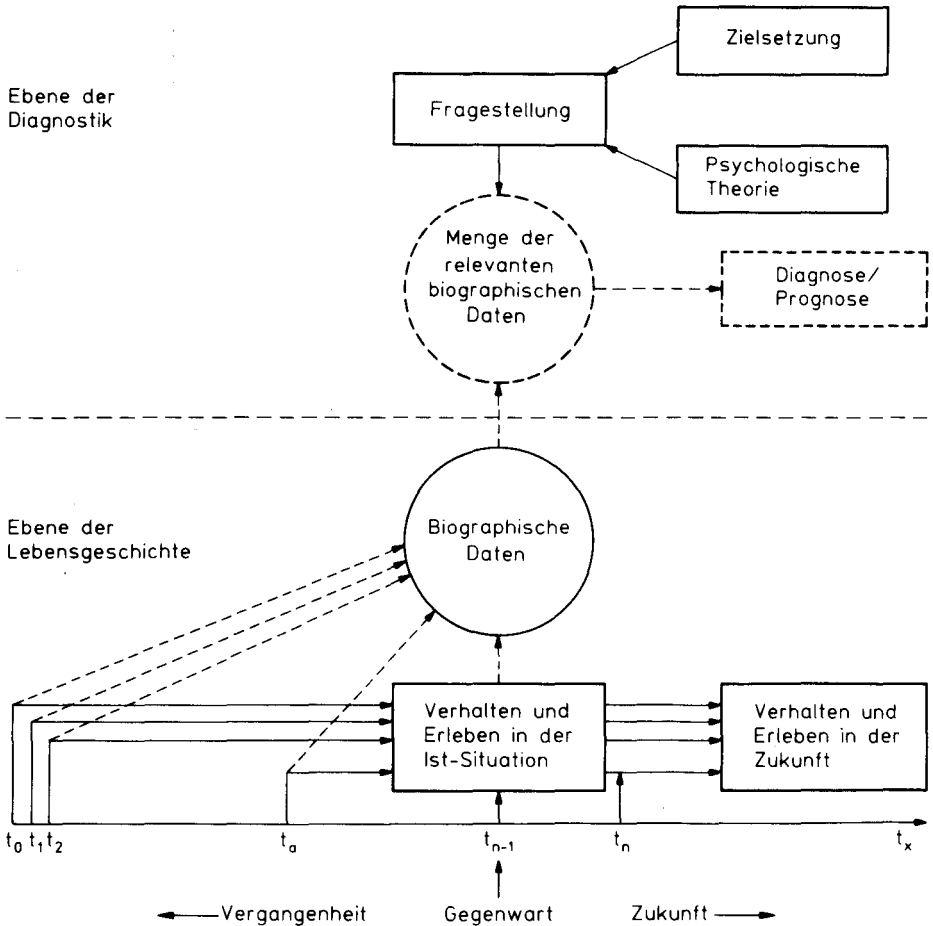 Zielsetzung
Ebene der
Diagnostik
Fragestellung
Psychologische
Theorie
Menge der
relevanten
biographischen
Daten
Diagnose/
Prognose
Ebene der
Lebensgeschichte
Biographische
Daten
Verhalten und
Erleben in der
Ist-Situation
Verhalten und
Erleben in der
Zukunft
t₀ t₁ t₂ tₐ tₙ₋₁ tₙ tₓ
Vergangenheit Gegenwart Zukunft